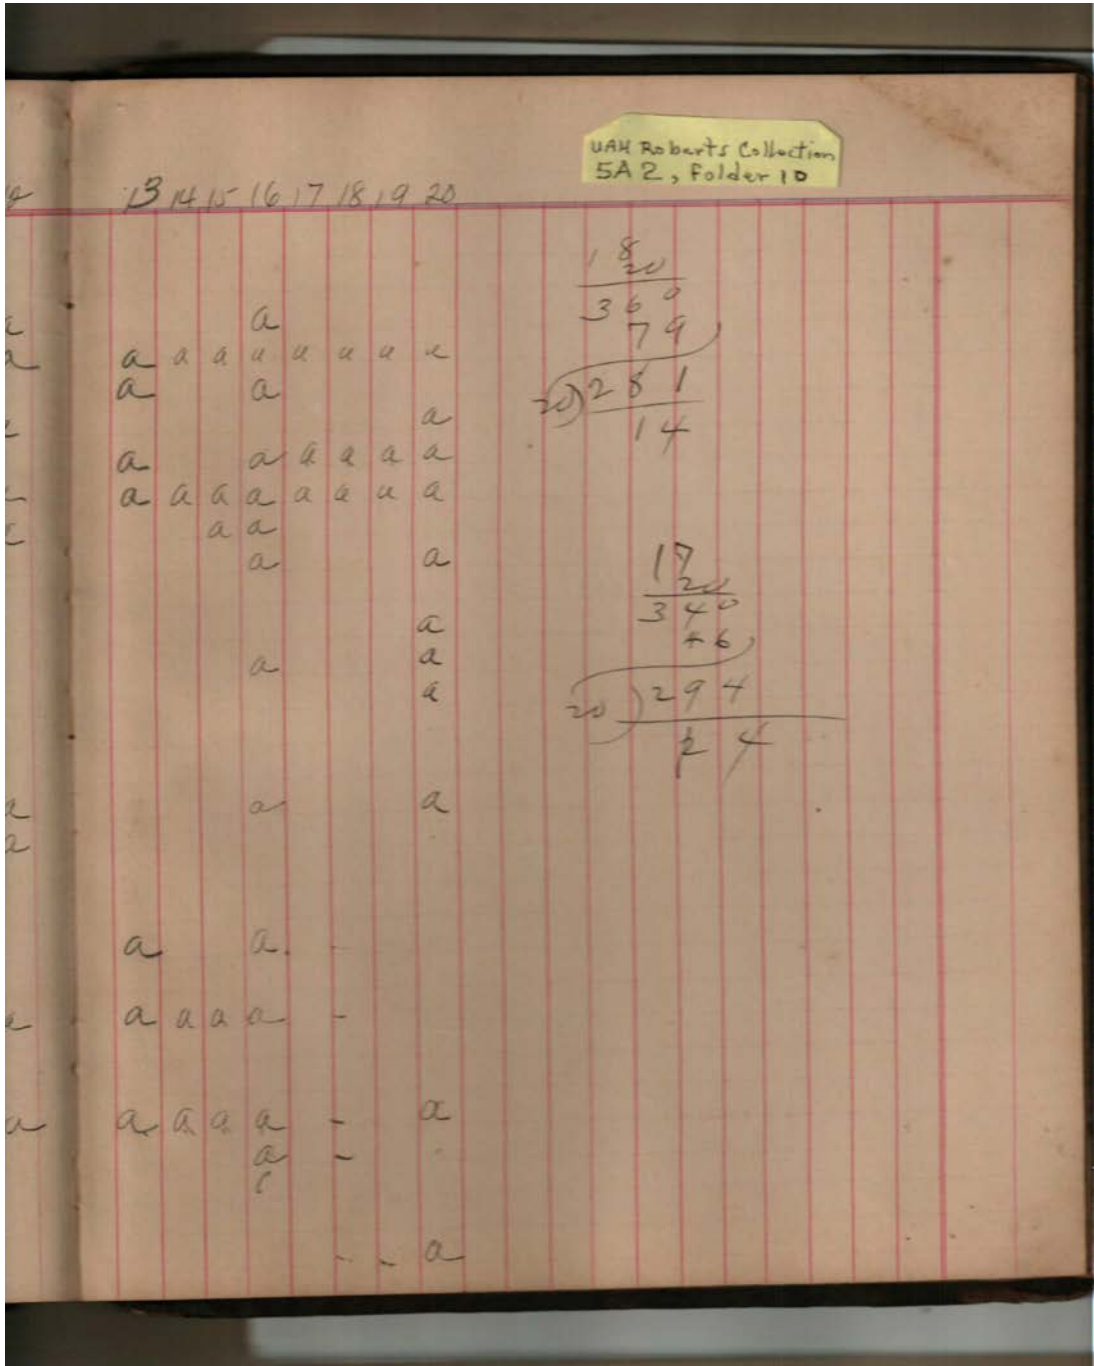 UAH Roberts Collection
5A 2, Folder 10
13 14 15 16 17 18 19 20
18
20
360
a
79
a a a a a a a a
a a
20) 281
a
14
a a a a a a
a a a a a a a a
a a
a a
17
20
340
a
46
a a
a
20) 294
14
a a
a
a a. -
a a a a -
a a a a - a
a -
- - a